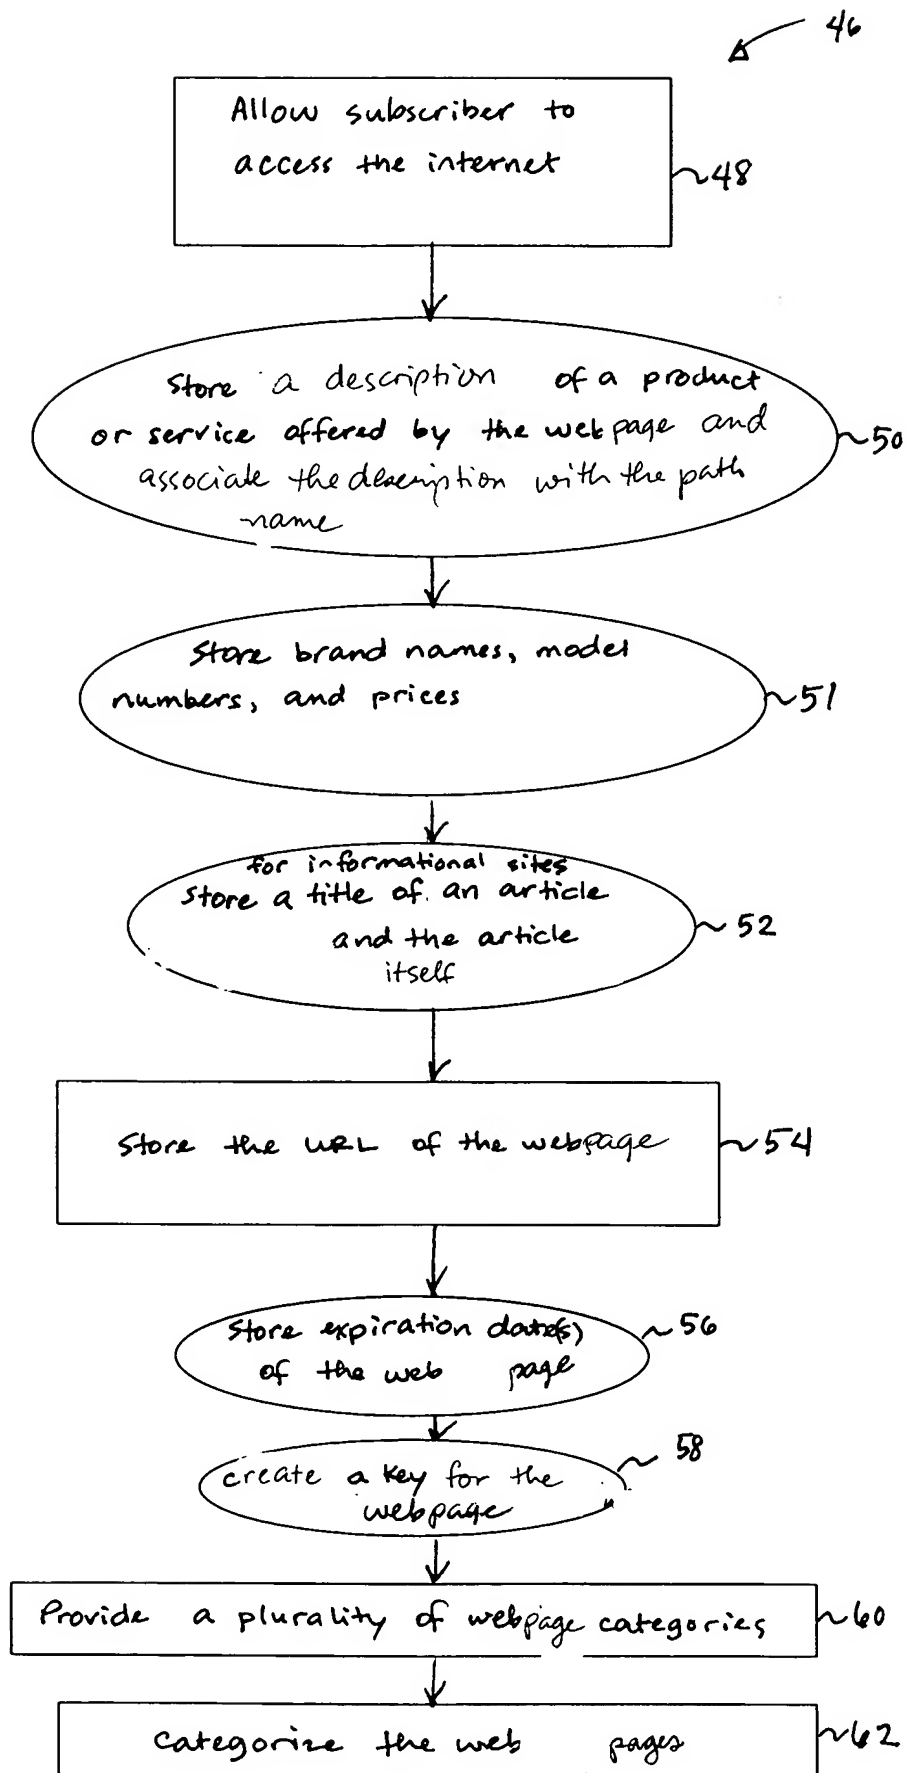 46
Allow subscriber to
access the internet
48
Store a description of a product
or service offered by the webpage and
associate the description with the path
name
50
Store brand names, model
numbers, and prices
51
for informational sites
store a title of an article
and the article
itself
52
Store the URL of the webpage
54
Store expiration date(s)
of the web page
56
create a key for the
webpage
58
Provide a plurality of webpage categories
60
Categorize the web pages
62